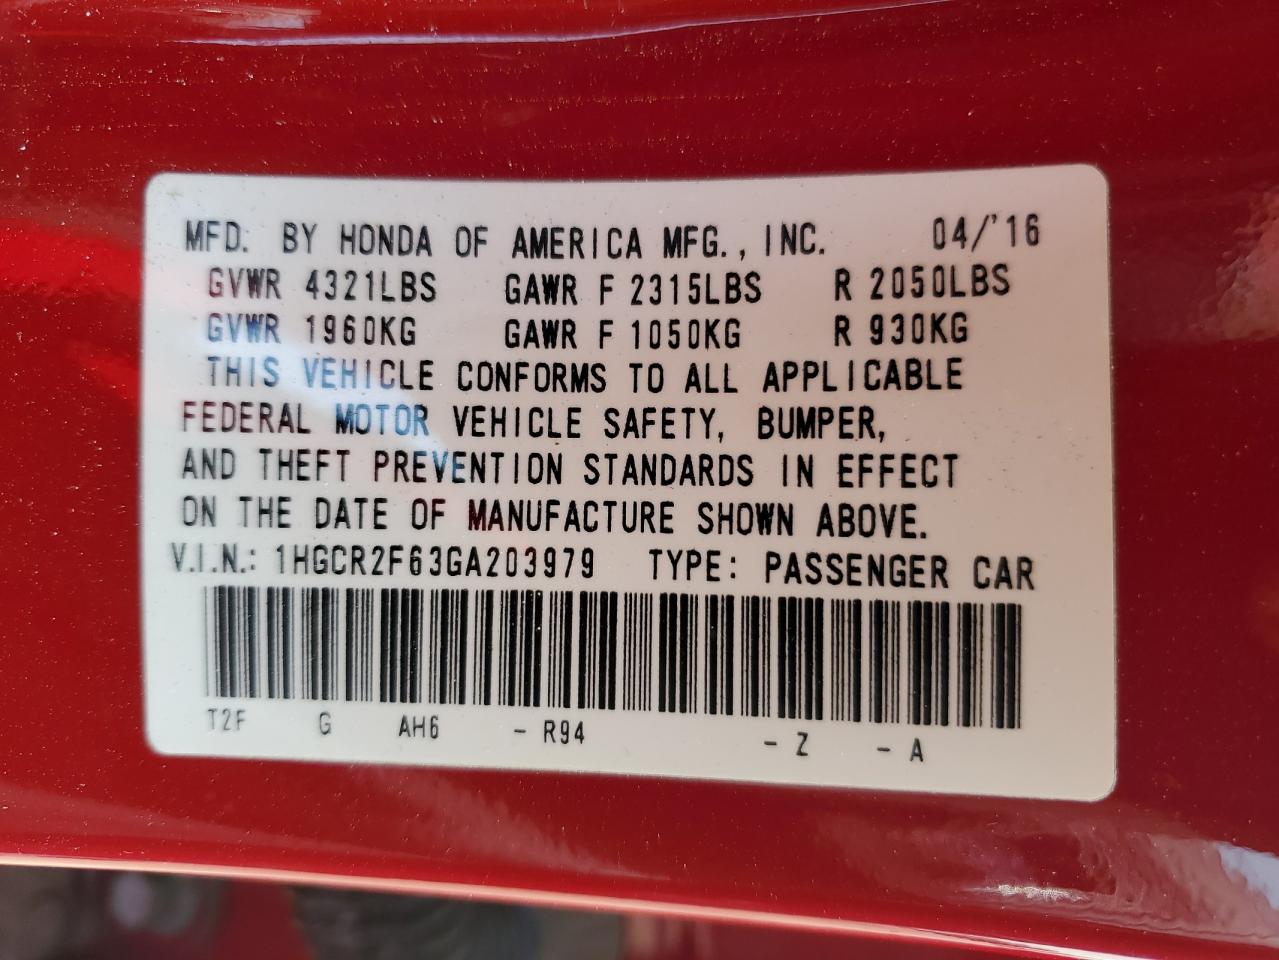 MFD. BY HONDA OF AMERICA MFG., INC. 04/'16
GVWR 4321LBS GAWR F 2315LBS R 2050LBS
GVWR 1960KG GAWR F 1050KG R 930KG
THIS VEHICLE CONFORMS TO ALL APPLICABLE
FEDERAL MOTOR VEHICLE SAFETY, BUMPER,
AND THEFT PREVENTION STANDARDS IN EFFECT
ON THE DATE OF MANUFACTURE SHOWN ABOVE.
V.I.N.: 1HGCR2F63GA203979 TYPE: PASSENGER CAR
T2F G AH6 - R94 - Z - A